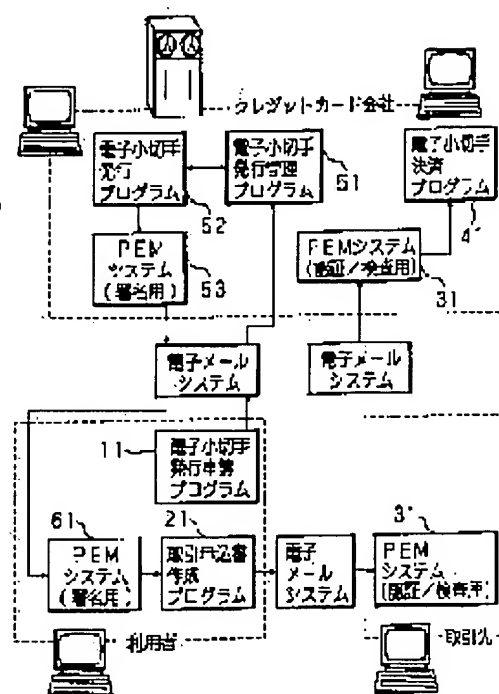 クレジットカード会社
電子小切手
発行
プログラム
52
電子小切手
発行管理
プログラム
51
電子小切手
決済
プログラム
PEM
システム
(署名用)
53
PEMシステム
(認証/検査用)
31
電子メール
システム
電子メール
システム
11
電子小切手
発行申請
プログラム
61
PEM
システム
(署名用)
21
取引申込書
作成
プログラム
電子
メール
システム
PEM
システム
(認証/検査用)
利用者
取引先